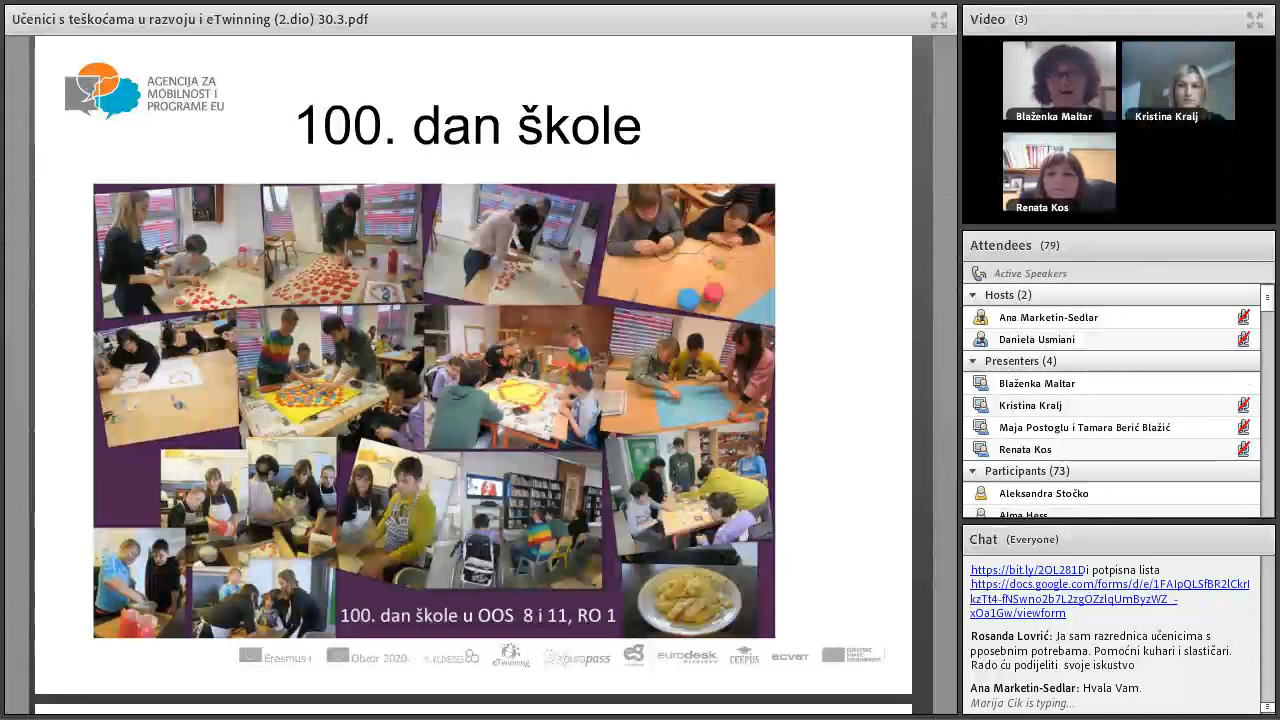 Učenici s teškoćama u razvoju i eTwinning (2.dio) 30.3.pdf
AGENCIJA ZA
MOBILNOST I
PROGRAME EU
100. dan škole
100. dan škole u OOS 8 i 11, RO 1
Erasmus+
Obzor 2020.
eTwinning
europass
eurodesk
CEEPUS
ECVET
Video (3)
Blaženka Maltar
Kristina Kralj
Renata Kos
Attendees (79)
Active Speakers
Hosts (2)
Ana Marketin-Sedlar
Daniela Usmiani
Presenters (4)
Blaženka Maltar
Kristina Kralj
Maja Postoglu i Tamara Berić Blažić
Renata Kos
Participants (73)
Aleksandra Stočko
Alma Hess
Chat (Everyone)
https://bit.ly/2OL281Di potpisna lista
https://docs.google.com/forms/d/e/1FAIpQLSfBR2lCkrI
kzTt4-fNSwno2b7L2zgOZzlqUmByzWZ_-
xOa1Gw/viewform
Rosanda Lovrić: Ja sam razrednica učenicima s
pposebnim potrebama. Pomoćni kuhari i slastičari.
Rado ću podijeliti svoje iskustvo
Ana Marketin-Sedlar: Hvala Vam.
Marija Cik is typing...